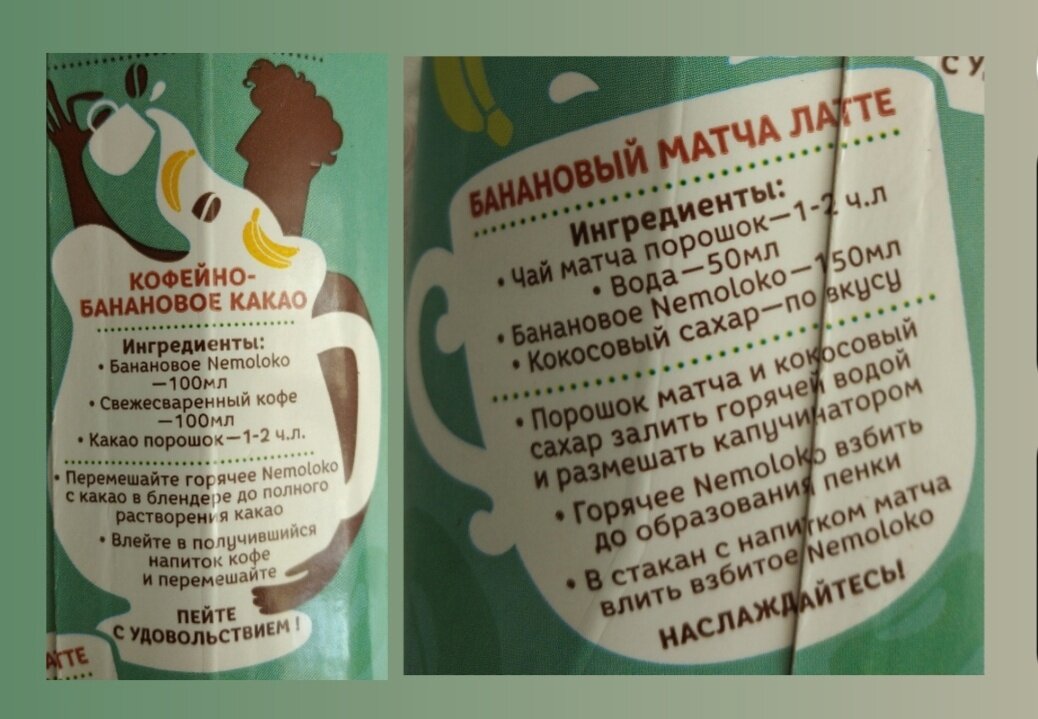 КОФЕЙНО-
БАНАНОВОЕ КАКАО
Ингредиенты:
• Банановое Nemoloko
—100мл
• Свежесваренный кофе
—100мл
• Какао порошок—1-2 ч.л.
• Перемешайте горячее Nemoloko
с какао в блендере до полного
растворения какао
• Влейте в получившийся
напиток кофе
и перемешайте
ПЕЙТЕ
С УДОВОЛЬСТВИЕМ!
АТТЕ
С У
БАНАНОВЫЙ МАТЧА ЛАТТЕ
Ингредиенты:
• Чай матча порошок—1-2 ч.л
• Вода—50мл
• Банановое Nemoloko—150мл
• Кокосовый сахар—по вкусу
• Порошок матча и кокосовый
сахар залить горячей водой
и размешать капучинатором
• Горячее Nemoloko взбить
до образования пенки
• В стакан с напитком матча
влить взбитое Nemoloko
НАСЛАЖДАЙТЕСЬ!